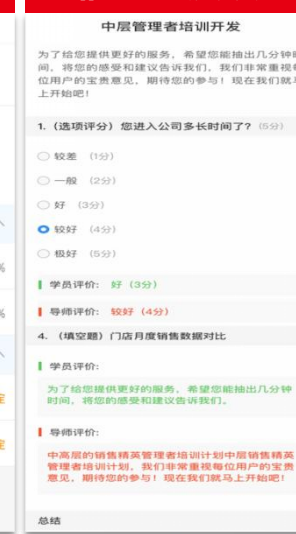 中层管理者培训开发
为了给您提供更好的服务，希望您能抽出几分钟时
间，将您的感受和建议告诉我们，我们非常重视每
位用户的宝贵意见，期待您的参与！现在我们就马
上开始吧！
1.（选项评分）您进入公司多长时间了？(5分)
较差 (1分)
一般 (2分)
好 (3分)
较好 (4分)
极好 (5分)
学员评价： 好（3分）
导师评价： 较好（4分）
4.（填空题）门店月度销售数据对比
学员评价：
为了给您提供更好的服务，希望您能抽出几分钟
时间，将您的感受和建议告诉我们。
导师评价：
中高层的销售精英管理者培训计划中层销售精英
管理者培训计划，我们非常重视每位用户的宝贵
意见，期待您的参与！现在我们就马上开始吧！
总结